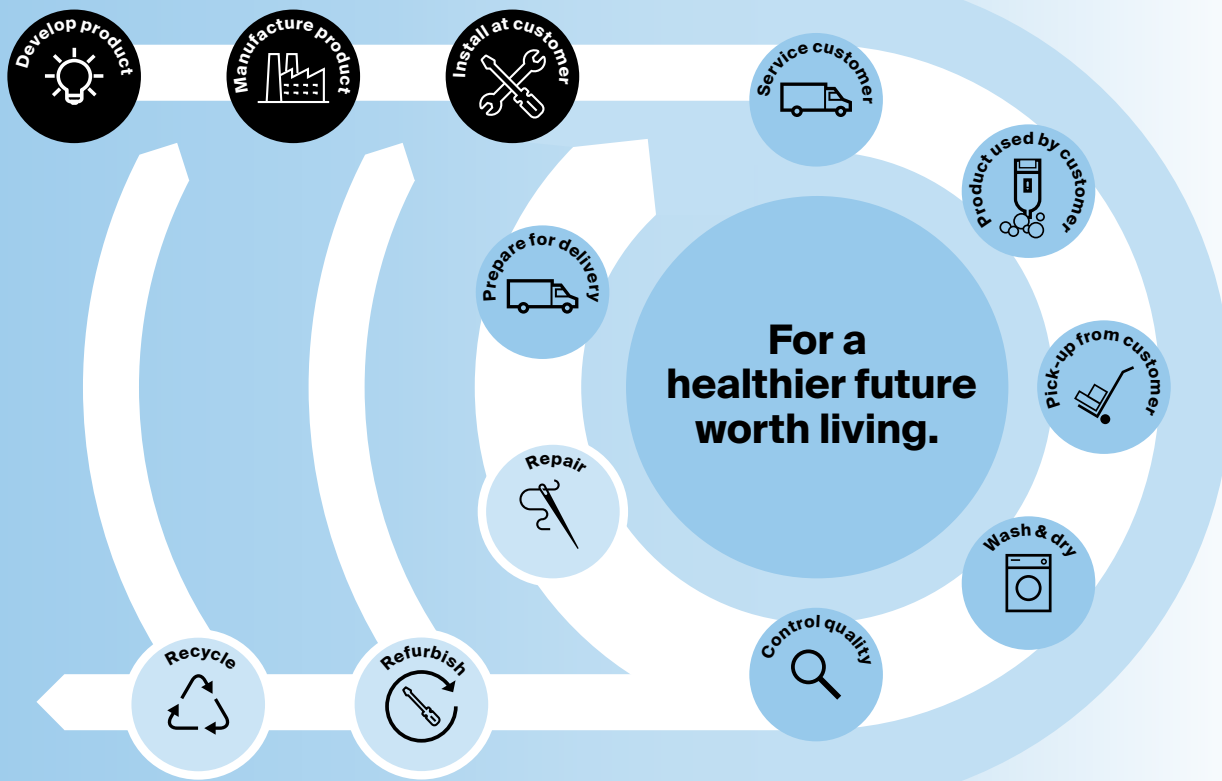 Develop product
Manufacture product
Install at customer
Service customer
Product used by customer
Prepare for delivery
For a
healthier future
worth living.
Pick-up from customer
Repair
Wash & dry
Control quality
Recycle
Refurbish